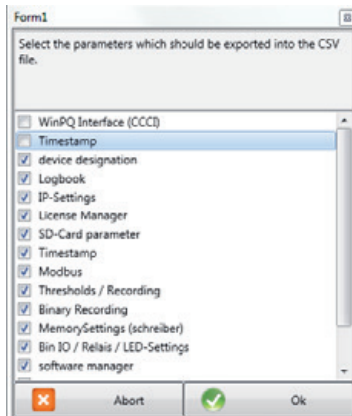 Form1
Select the parameters which should be exported into the CSV
file.
WinPQ Interface (CCCI)
Timestamp
device designation
Logbook
IP-Settings
License Manager
SD-Card parameter
Timestamp
Modbus
Thresholds / Recording
Binary Recording
MemorySettings (schreiber)
Bin IO / Relais / LED-Settings
software manager
Abort
Ok